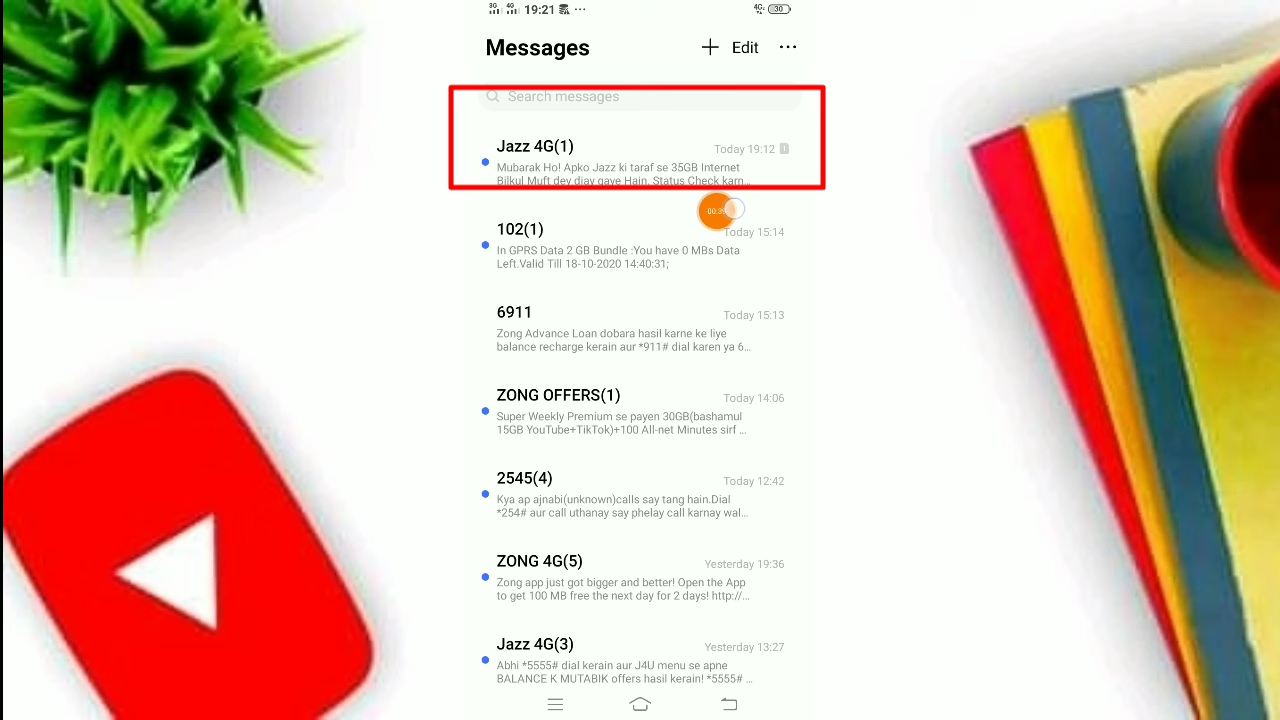 3G 4G 19:21 ... 4G 30
Messages + Edit ...
Search messages
Jazz 4G(1) Today 19:12
Mubarak Ho! Apko Jazz ki taraf se 35GB Internet
Bilkul Muft dey diay gaye Hain. Status Check karn...
00:39
102(1) Today 15:14
In GPRS Data 2 GB Bundle :You have 0 MBs Data
Left.Valid Till 18-10-2020 14:40:31;
6911 Today 15:13
Zong Advance Loan dobara hasil karne ke liye
balance recharge kerain aur *911# dial karen ya 6...
ZONG OFFERS(1) Today 14:06
Super Weekly Premium se payen 30GB(bashamul
15GB YouTube+TikTok)+100 All-net Minutes sirf ...
2545(4) Today 12:42
Kya ap ajnabi(unknown)calls say tang hain.Dial
*254# aur call uthanay say phelay call karnay wal...
ZONG 4G(5) Yesterday 19:36
Zong app just got bigger and better! Open the App
to get 100 MB free the next day for 2 days! http://...
Jazz 4G(3) Yesterday 13:27
Abhi *5555# dial kerain aur J4U menu se apne
BALANCE K MUTABIK offers hasil kerain! *5555# ...